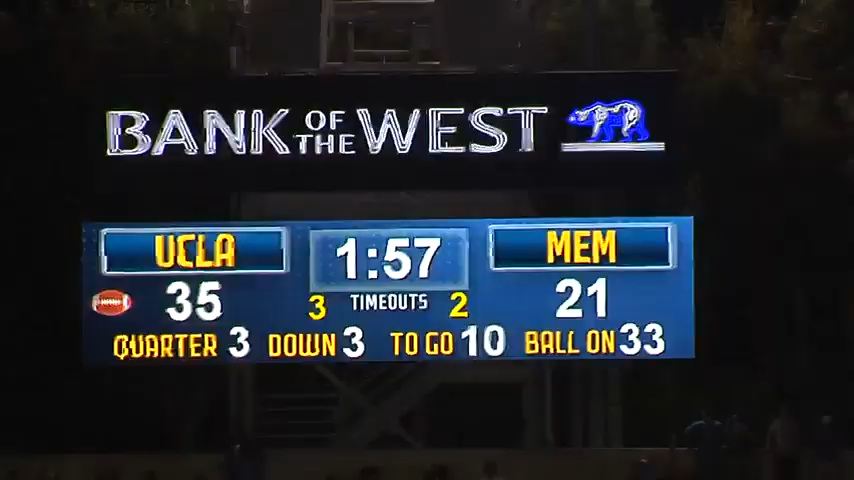 BANK OF THE WEST
UCLA 1:57 MEM
35 3 TIMEOUTS 2 21
QUARTER 3 DOWN 3 TO GO 10 BALL ON 33